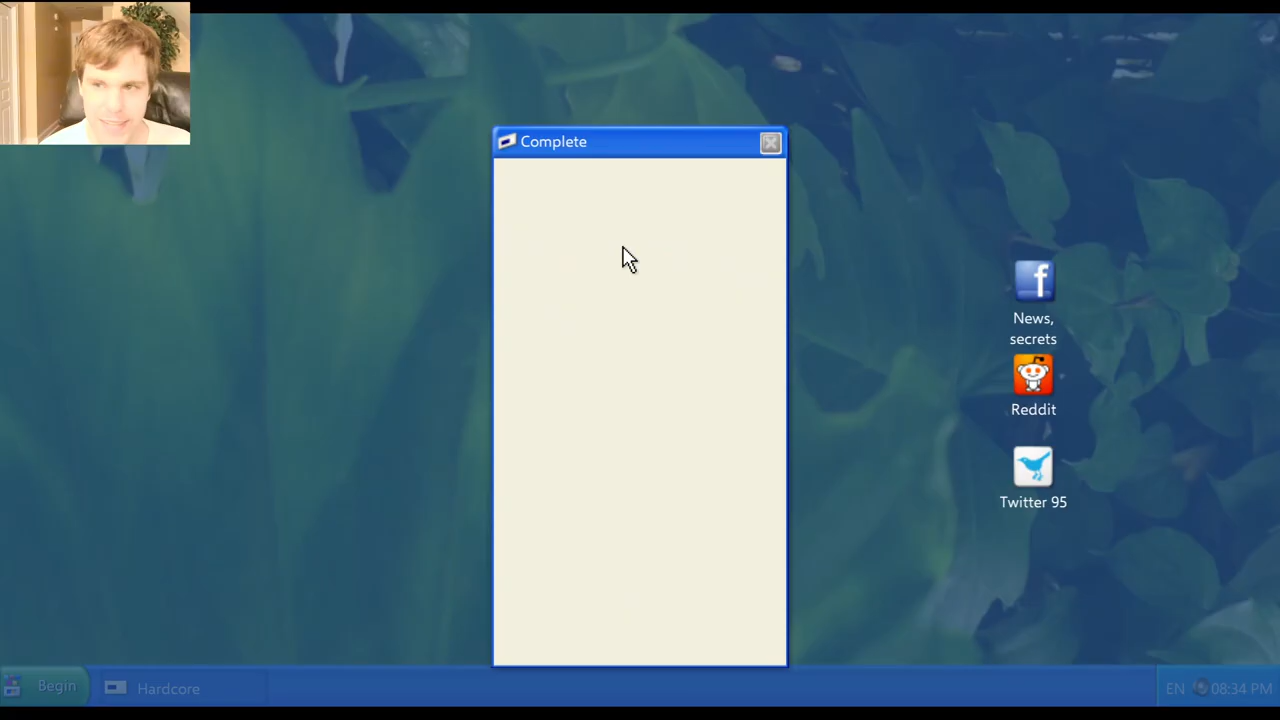 Complete
News,
secrets
Reddit
Twitter 95
Begin
Hardcore
EN
08:34 PM